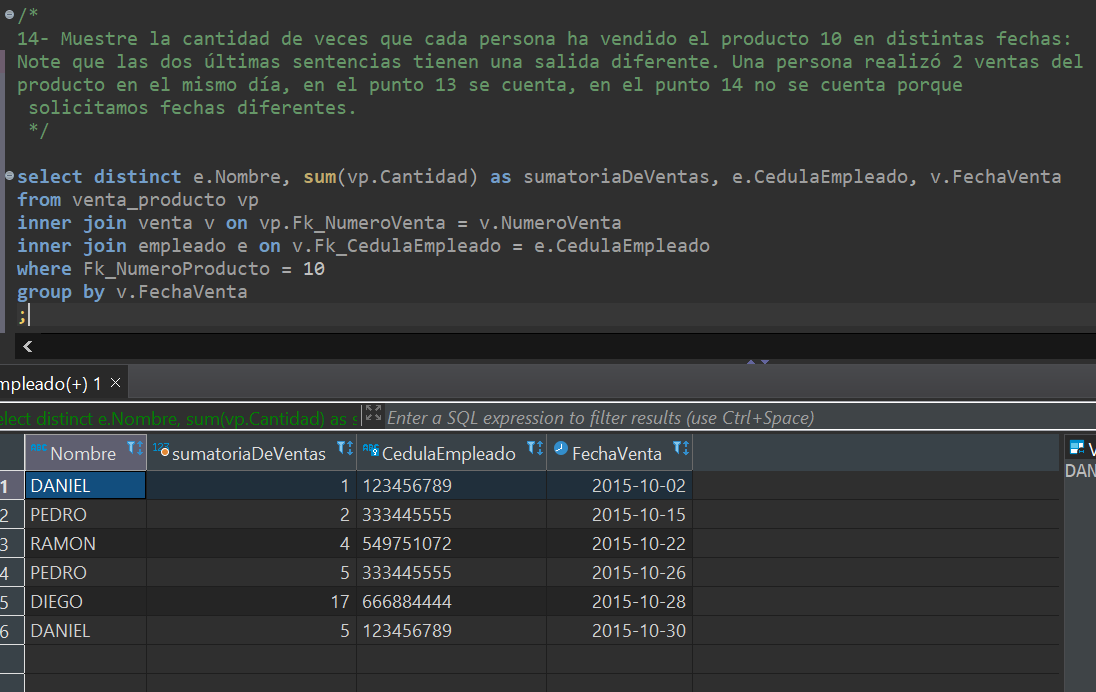 /*
14- Muestre la cantidad de veces que cada persona ha vendido el producto 10 en distintas fechas:
Note que las dos últimas sentencias tienen una salida diferente. Una persona realizó 2 ventas del
producto en el mismo día, en el punto 13 se cuenta, en el punto 14 no se cuenta porque
solicitamos fechas diferentes.
*/
select distinct e.Nombre, sum(vp.Cantidad) as sumatoriaDeVentas, e.CedulaEmpleado, v.FechaVenta
from venta_producto vp
inner join venta v on vp.Fk_NumeroVenta = v.NumeroVenta
inner join empleado e on v.Fk_CedulaEmpleado = e.CedulaEmpleado
where Fk_NumeroProducto = 10
group by v.FechaVenta
;
mpleado(+) 1 ×
elect distinct e.Nombre, sum(vp.Cantidad) as s Enter a SQL expression to filter results (use Ctrl+Space)
ABC Nombre 123 sumatoriaDeVentas ABC CedulaEmpleado FechaVenta
1 DANIEL 1 123456789 2015-10-02 DAN
2 PEDRO 2 333445555 2015-10-15
3 RAMON 4 549751072 2015-10-22
4 PEDRO 5 333445555 2015-10-26
5 DIEGO 17 666884444 2015-10-28
6 DANIEL 5 123456789 2015-10-30